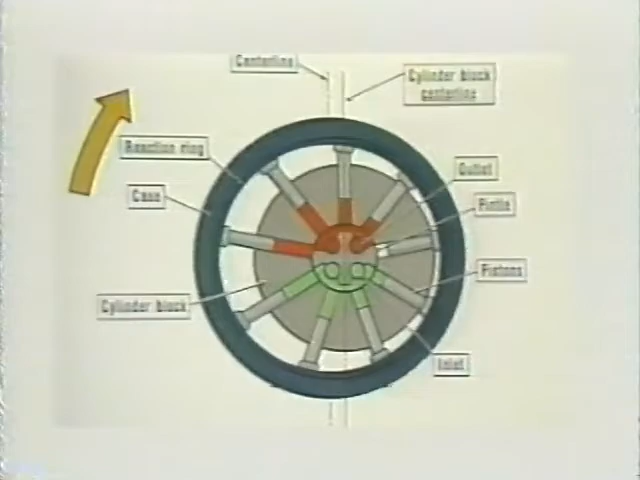 Centerline
Cylinder block
centerline
Reaction ring
Outlet
Case
Pintle
Pistons
Cylinder block
Inlet